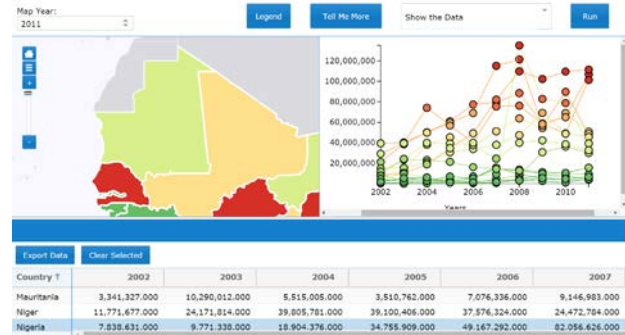 Map Year:
2011
Legend
Tell Me More
Show the Data
Run
120,000,000
100,000,000
80,000,000
60,000,000
40,000,000
20,000,000
2002 2004 2006 2008 2010
Years
Export Data
Clear Selected
Country ↑ 2002 2003 2004 2005 2006 2007
Mauritania 3,341,327.000 10,290,012.000 5,515,005.000 3,510,762.000 7,076,336.000 9,146,983.000
Niger 11,771,677.000 24,171,814.000 39,805,781.000 39,100,406.000 37,576,324.000 24,472,784.000
Nigeria 7,838,631.000 9,771,338.000 18,904,376.000 34,755,909.000 49,167,292.000 82,056,626.000